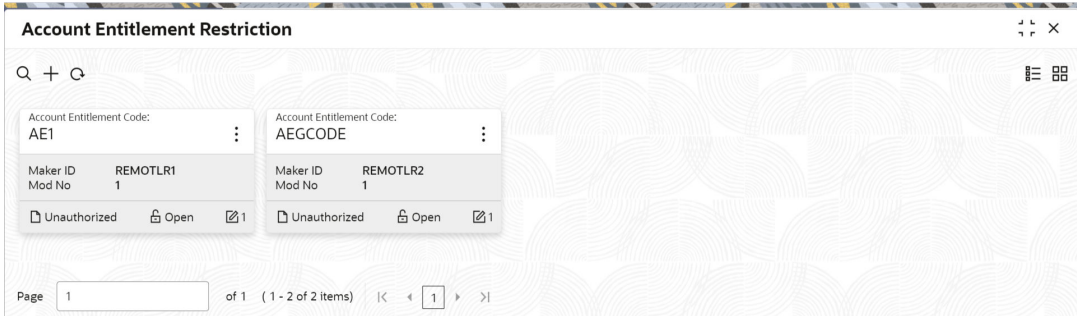 Account Entitlement Restriction
Account Entitlement Code:
AE1
Maker ID REMOTLR1
Mod No 1
Unauthorized Open 1
Account Entitlement Code:
AEGCODE
Maker ID REMOTLR2
Mod No 1
Unauthorized Open 1
Page 1 of 1 ( 1 - 2 of 2 items) 1